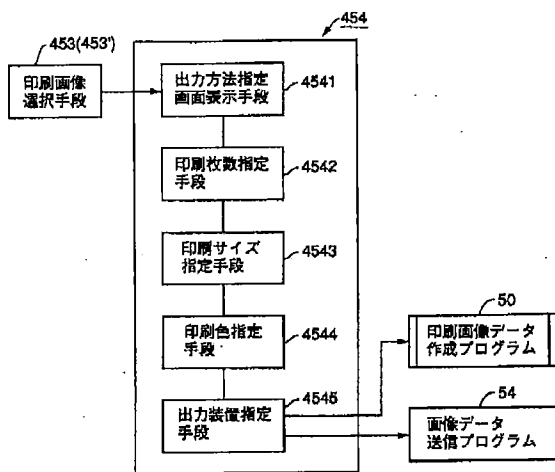 454
453(453')
印刷画像
選択手段
出力方法指定
画面表示手段
4541
印刷枚数指定
手段
4542
印刷サイズ
指定手段
4543
印刷色指定
手段
4544
出力装置指定
手段
4545
50
印刷画像データ
作成プログラム
54
画像データ
送信プログラム